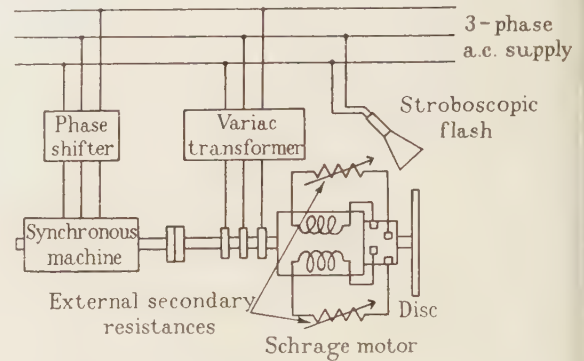 3-phase
a.c. supply
Stroboscopic
flash
Phase
shifter
Variac
transformer
Synchronous
machine
External secondary
resistances
Disc
Schrage motor